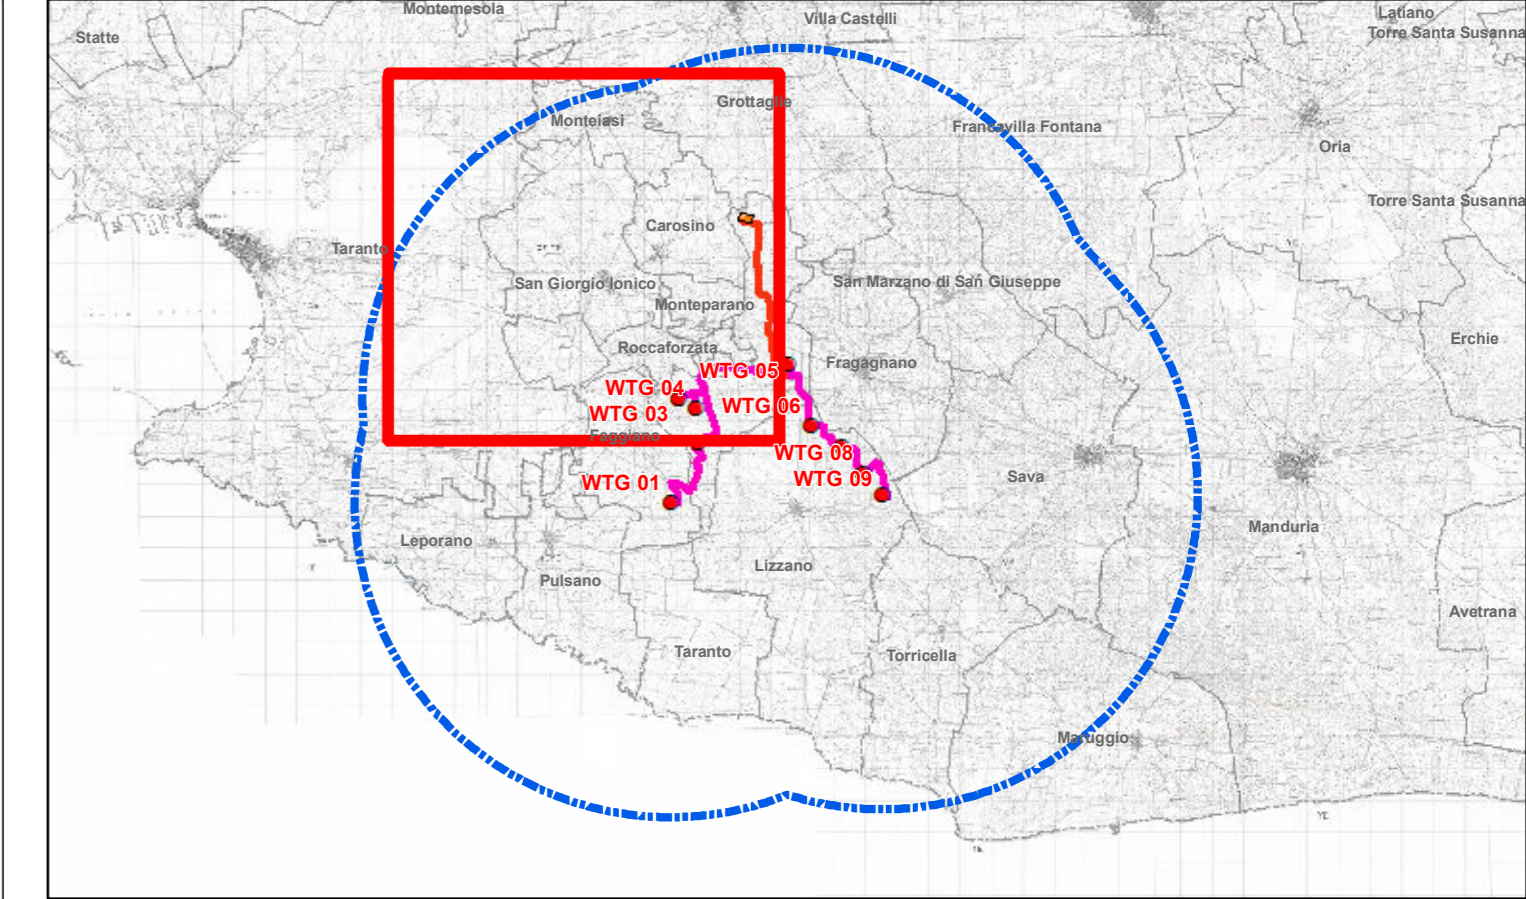 Montemesola
Villa Castelli
Latiano
Statte
Torre Santa Susanna
Grottaglie
Monteiasi
Francavilla Fontana
Oria
Torre Santa Susanna
Carosino
Taranto
San Giorgio Ionico
San Marzano di San Giuseppe
Monteparano
Erchie
Roccaforzata
Fragagnano
WTG 05
WTG 04
WTG 06
WTG 03
Faggiano
WTG 08
WTG 09
Sava
WTG 01
Manduria
Leporano
Lizzano
Pulsano
Avetrana
Taranto
Torricella
Maruggio